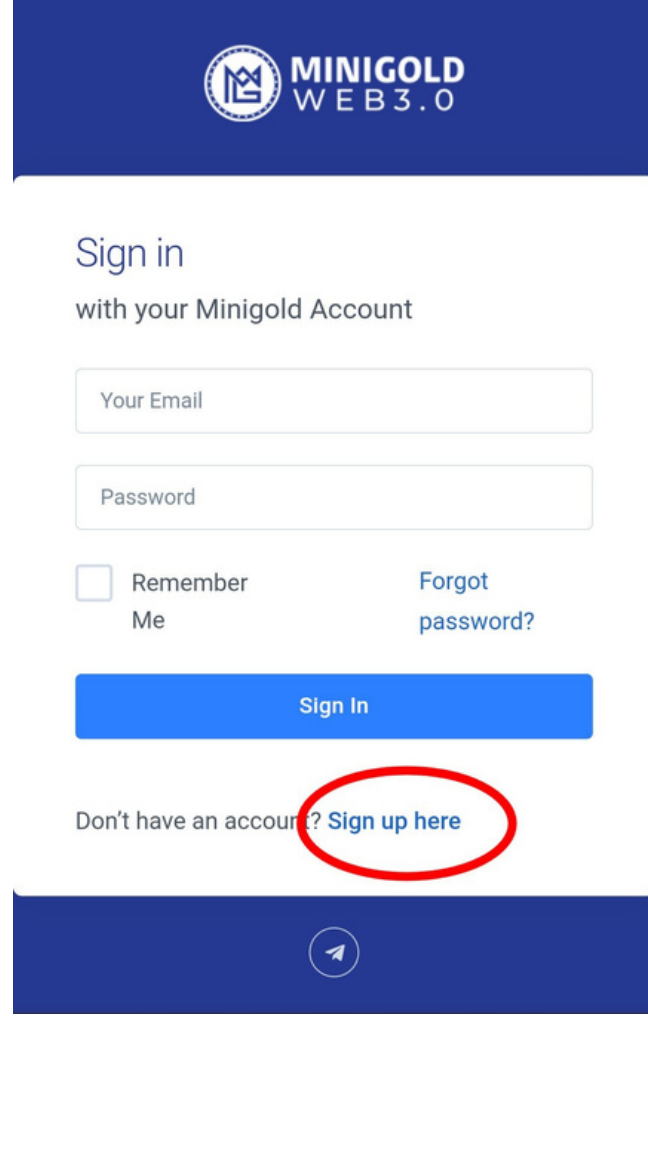 MINIGOLD
WEB3.0
Sign in
with your Minigold Account
Your Email
Password
Remember
Me
Forgot
password?
Sign In
Don’t have an account? Sign up here